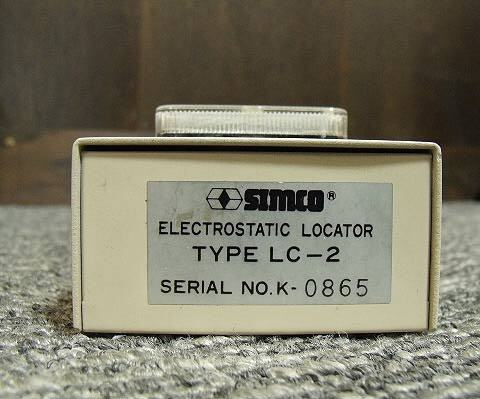 SIMCO®
ELECTROSTATIC LOCATOR
TYPE LC-2
SERIAL NO. K- 0865